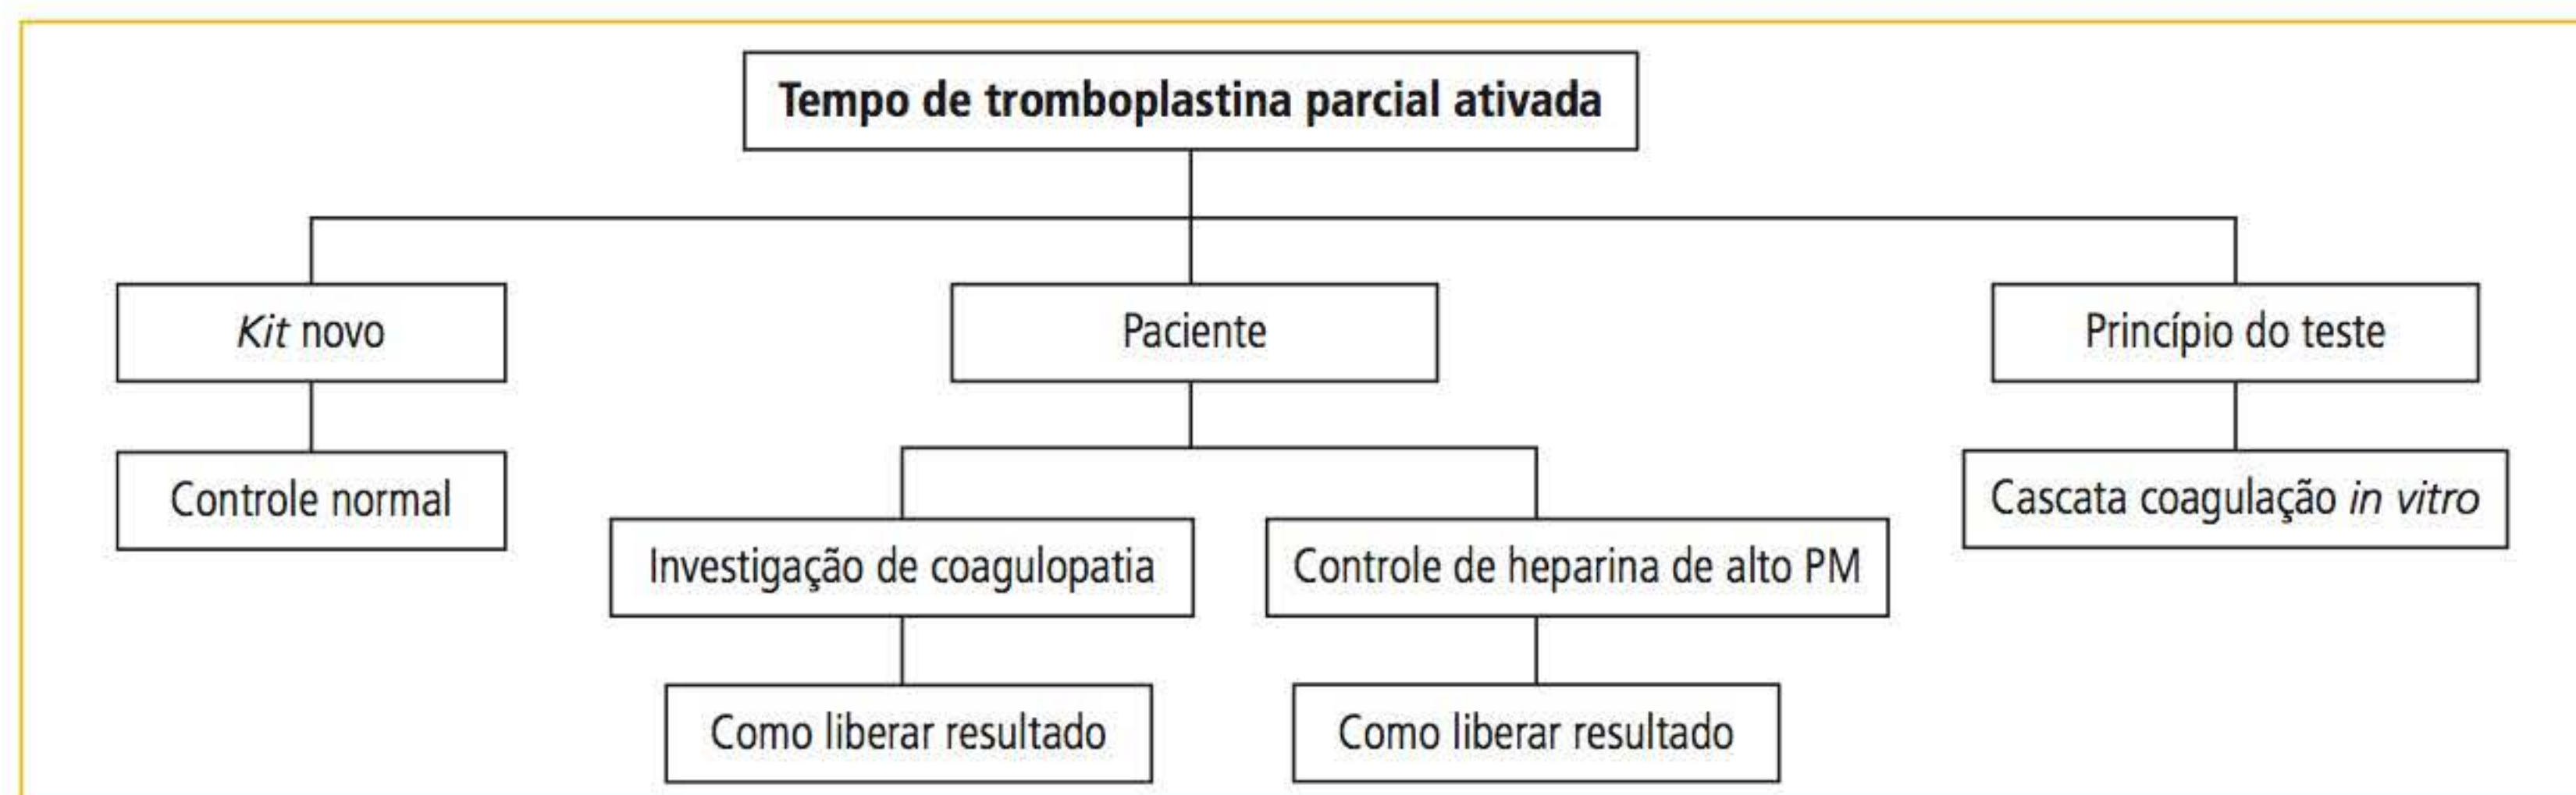 Tempo de tromboplastina parcial ativada
Kit novo
Paciente
Princípio do teste
Controle normal
Cascata coagulação in vitro
Investigação de coagulopatia
Controle de heparina de alto PM
Como liberar resultado
Como liberar resultado